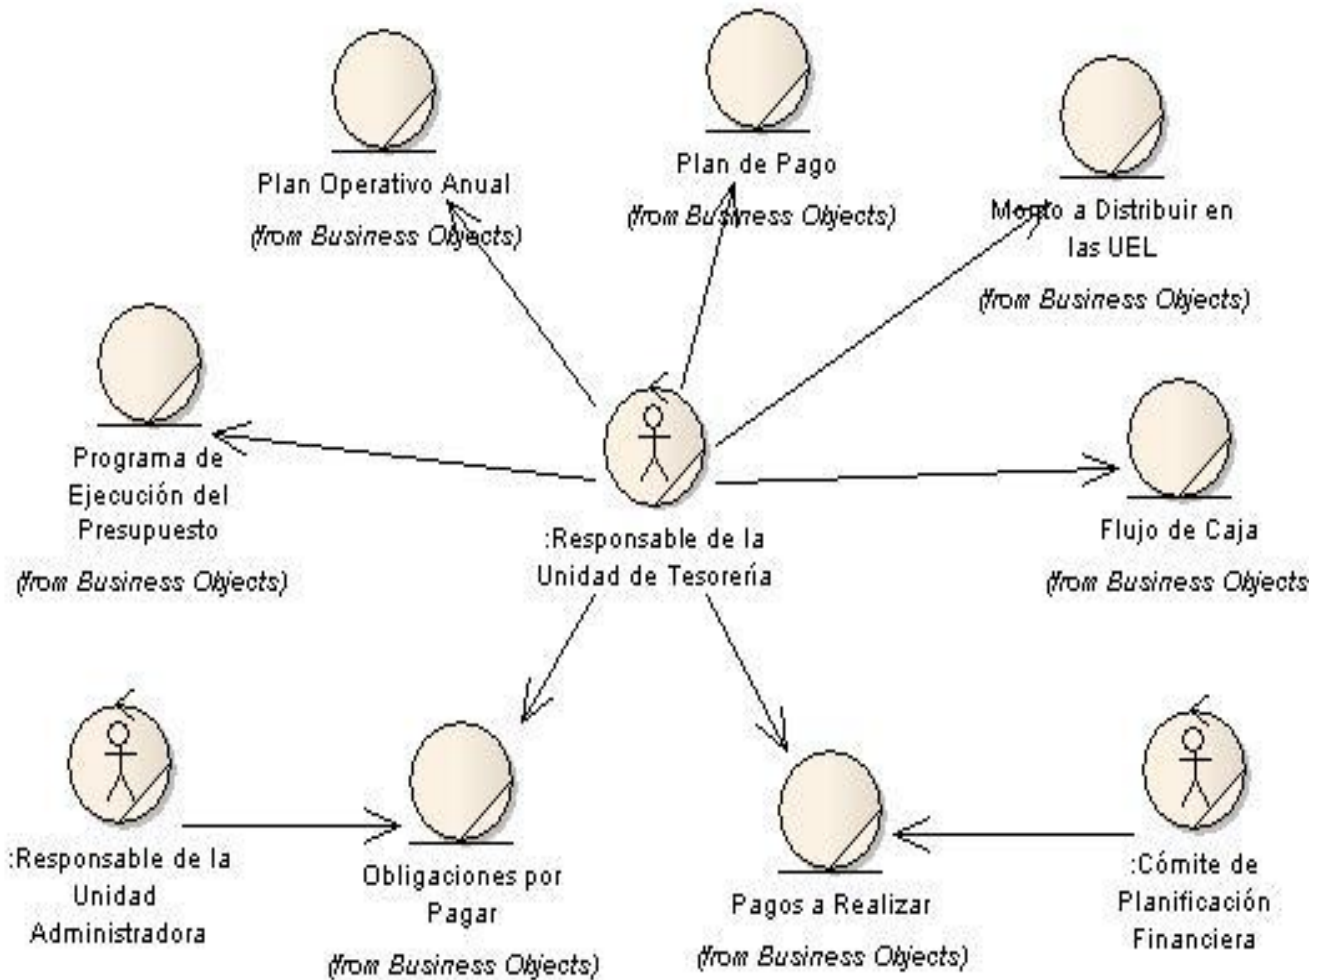 Plan Operativo Anual
(from Business Objects)
Plan de Pago
(from Business Objects)
Monto a Distribuir en
las UEL
(from Business Objects)
Programa de
Ejecución del
Presupuesto
(from Business Objects)
:Responsable de la
Unidad de Tesorería
Flujo de Caja
(from Business Objects
:Responsable de la
Unidad
Administradora
Obligaciones por
Pagar
(from Business Objects)
Pagos a Realizar
(from Business Objects)
:Cómite de
Planificación
Financiera